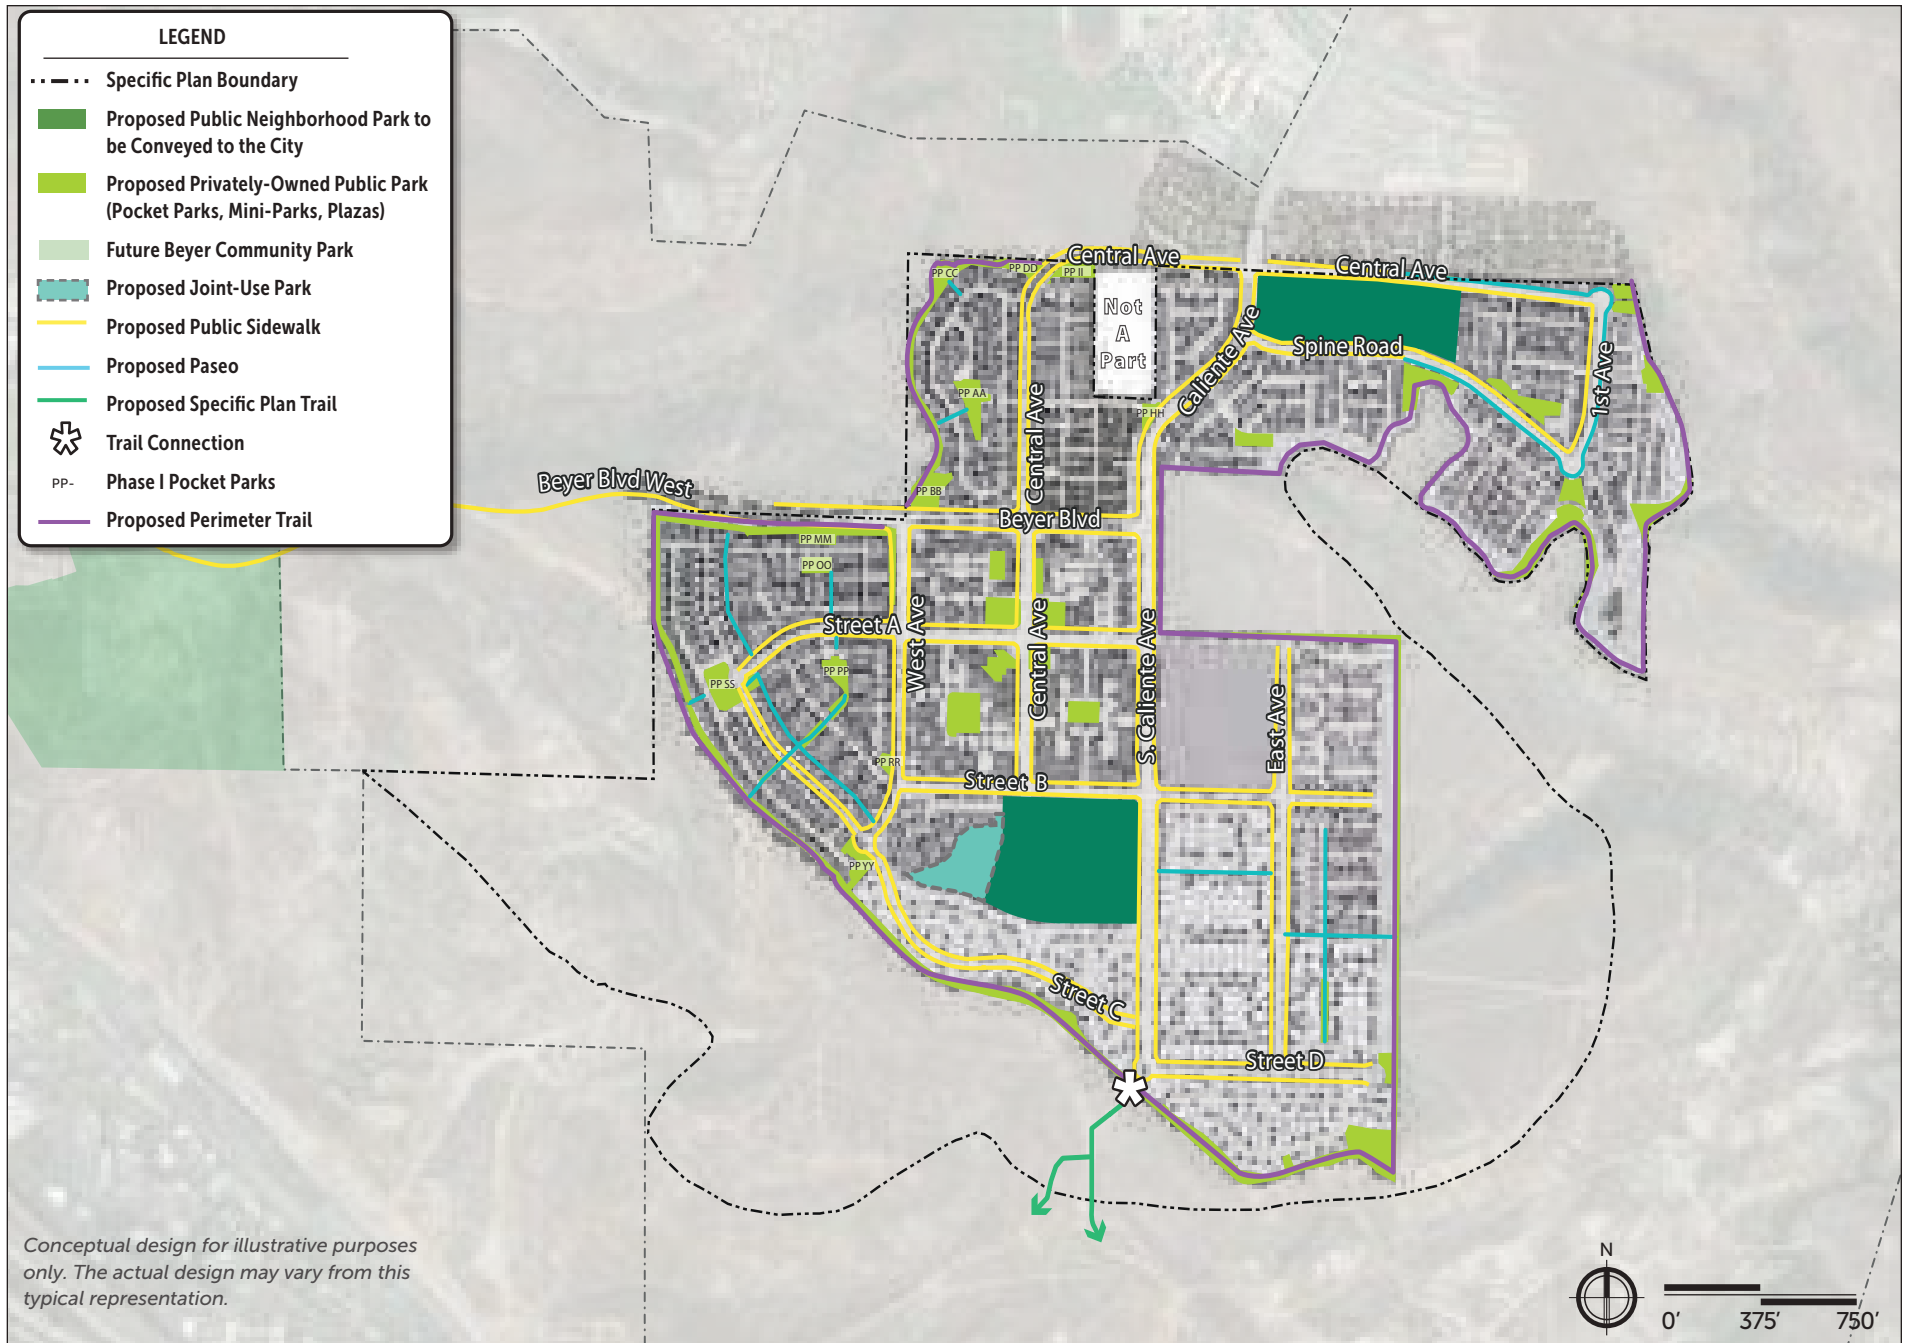 LEGEND
Specific Plan Boundary
Proposed Public Neighborhood Park to
be Conveyed to the City
Proposed Privately-Owned Public Park
(Pocket Parks, Mini-Parks, Plazas)
Future Beyer Community Park
Proposed Joint-Use Park
Proposed Public Sidewalk
Proposed Paseo
Proposed Specific Plan Trail
Trail Connection
PP- Phase I Pocket Parks
Proposed Perimeter Trail
Central Ave
Central Ave
PP CC
PP DD
PP II
Not
A
Part
Caliente Ave
Spine Road
1st Ave
PP AA
Central Ave
PP HH
PP BB
Beyer Blvd West
Beyer Blvd
PP MM
PP OO
Street A
West Ave
Central Ave
S. Caliente Ave
PP PP
PP SS
East Ave
PP RR
Street B
PP YY
Street C
Street D
Conceptual design for illustrative purposes
only. The actual design may vary from this
typical representation.
N
0' 375' 750'